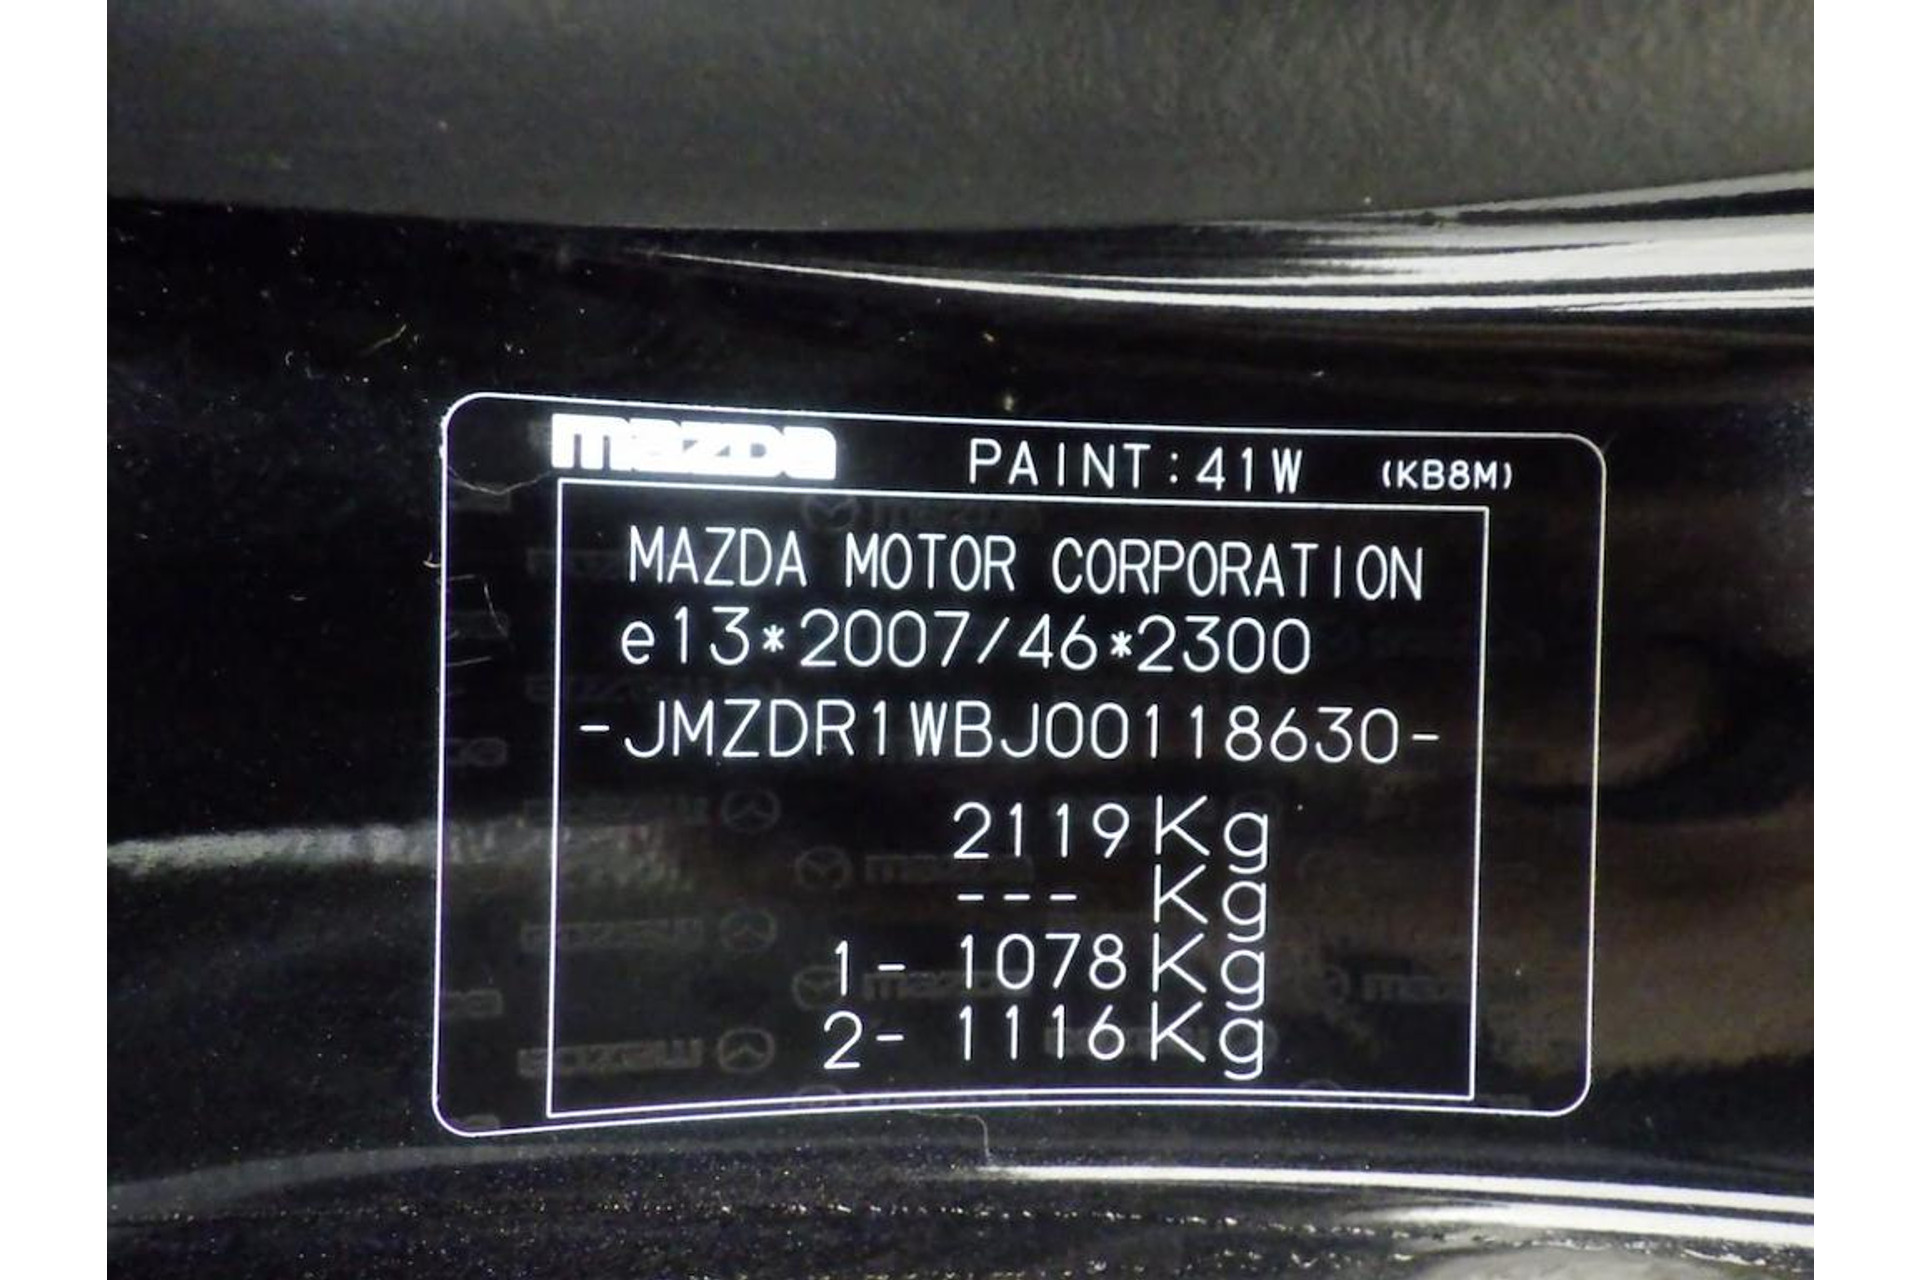 mazda PAINT:41W (KB8M)
MAZDA MOTOR CORPORATION
e13*2007/46*2300
-JMZDR1WBJ00118630-
2119Kg
--- Kg
1- 1078Kg
2- 1116Kg